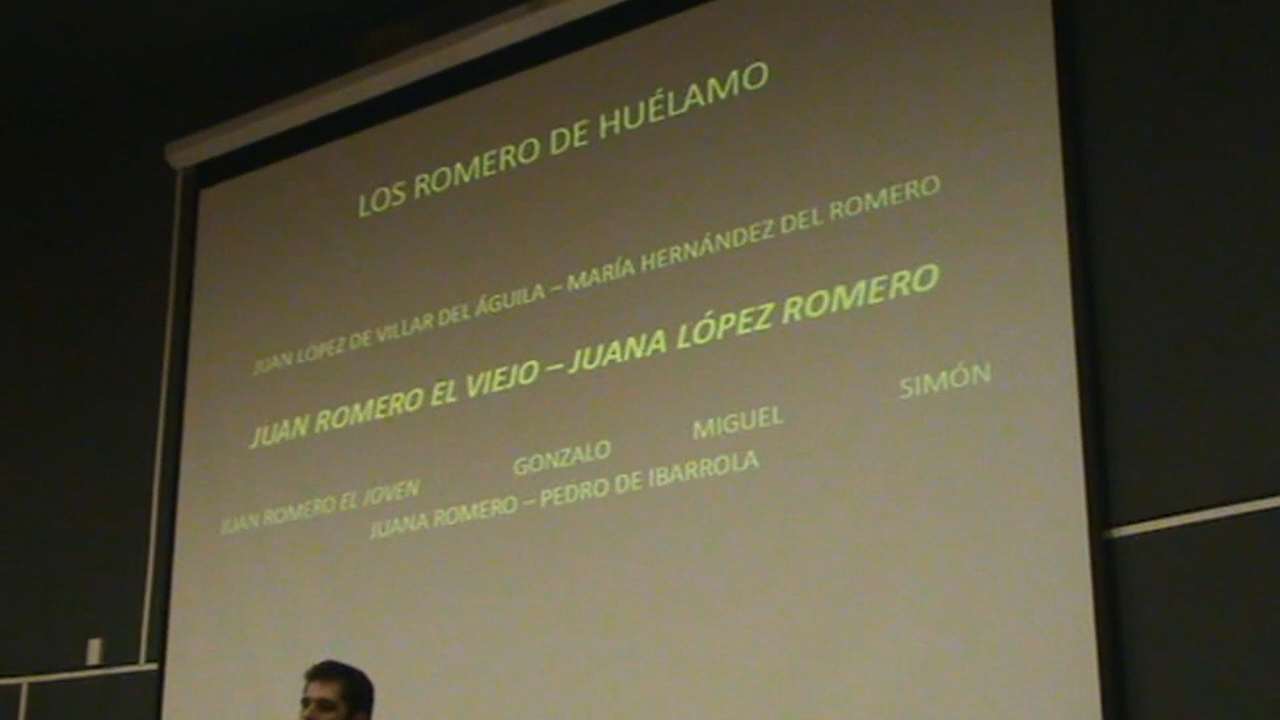 LOS ROMERO DE HUÉLAMO
JUAN LÓPEZ DE VILLAR DEL ÁGUILA – MARÍA HERNÁNDEZ DEL ROMERO
JUAN ROMERO EL VIEJO – JUANA LÓPEZ ROMERO
JUAN ROMERO EL JOVEN GONZALO MIGUEL SIMÓN
JUANA ROMERO – PEDRO DE IBARROLA